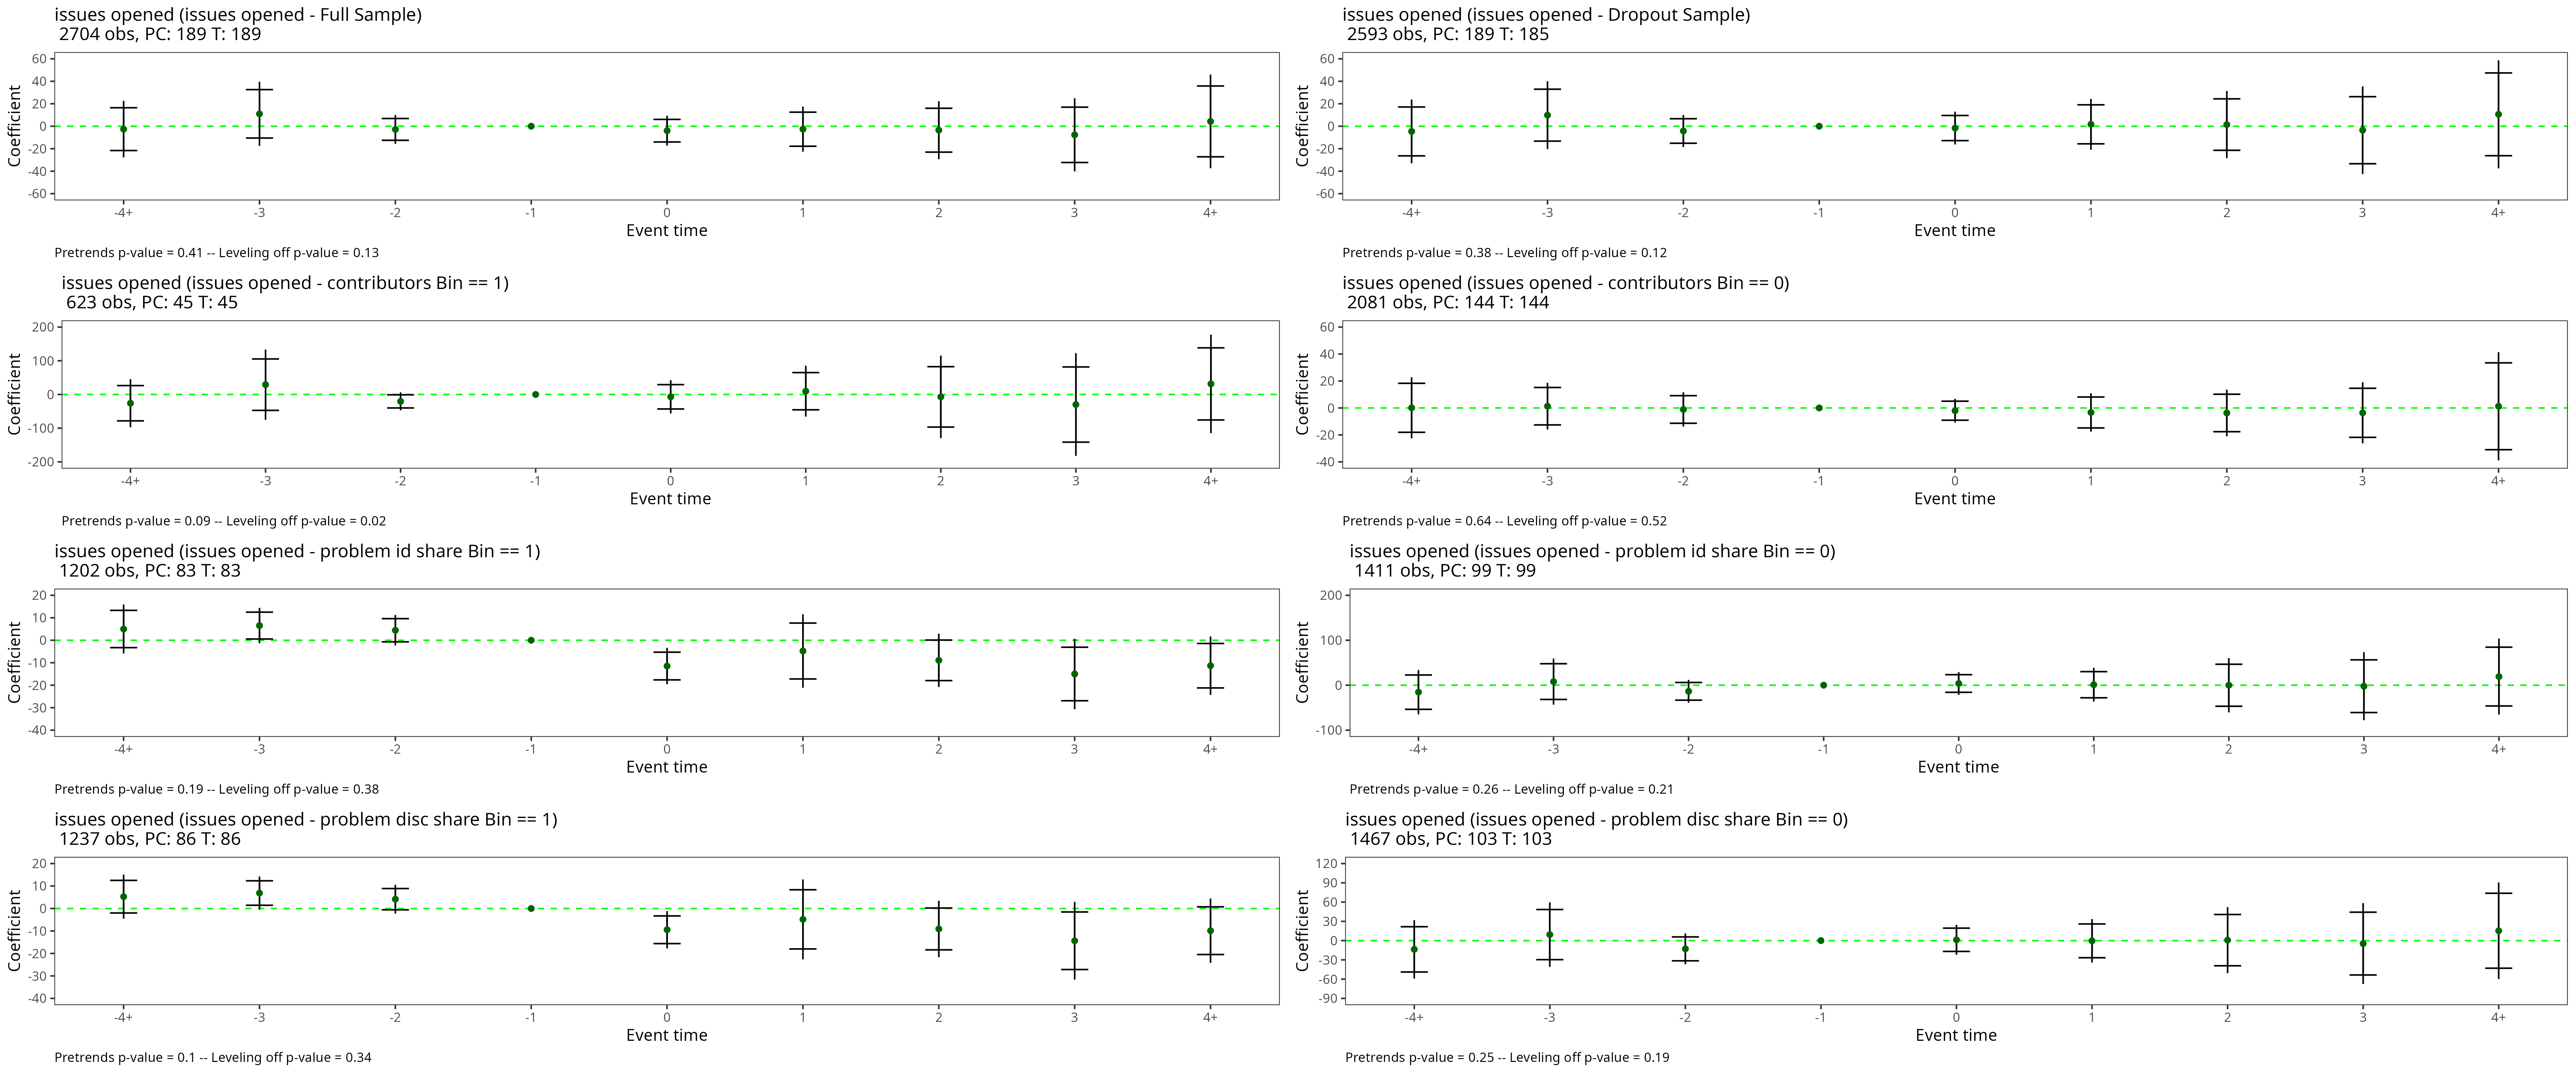 issues opened (issues opened - Full Sample)
2704 obs, PC: 189 T: 189
60
40
20
0
-20
-40
-60
Coefficient
-4+ -3 -2 -1 0 1 2 3 4+
Event time
Pretrends p-value = 0.41 -- Leveling off p-value = 0.13
issues opened (issues opened - Dropout Sample)
2593 obs, PC: 189 T: 185
60
40
20
0
-20
-40
-60
Coefficient
-4+ -3 -2 -1 0 1 2 3 4+
Event time
Pretrends p-value = 0.38 -- Leveling off p-value = 0.12
issues opened (issues opened - contributors Bin == 1)
623 obs, PC: 45 T: 45
200
100
0
-100
-200
Coefficient
-4+ -3 -2 -1 0 1 2 3 4+
Event time
Pretrends p-value = 0.09 -- Leveling off p-value = 0.02
issues opened (issues opened - contributors Bin == 0)
2081 obs, PC: 144 T: 144
60
40
20
0
-20
-40
Coefficient
-4+ -3 -2 -1 0 1 2 3 4+
Event time
Pretrends p-value = 0.64 -- Leveling off p-value = 0.52
issues opened (issues opened - problem id share Bin == 1)
1202 obs, PC: 83 T: 83
20
10
0
-10
-20
-30
-40
Coefficient
-4+ -3 -2 -1 0 1 2 3 4+
Event time
Pretrends p-value = 0.19 -- Leveling off p-value = 0.38
issues opened (issues opened - problem id share Bin == 0)
1411 obs, PC: 99 T: 99
200
100
0
-100
Coefficient
-4+ -3 -2 -1 0 1 2 3 4+
Event time
Pretrends p-value = 0.26 -- Leveling off p-value = 0.21
issues opened (issues opened - problem disc share Bin == 1)
1237 obs, PC: 86 T: 86
20
10
0
-10
-20
-30
-40
Coefficient
-4+ -3 -2 -1 0 1 2 3 4+
Event time
Pretrends p-value = 0.1 -- Leveling off p-value = 0.34
issues opened (issues opened - problem disc share Bin == 0)
1467 obs, PC: 103 T: 103
120
90
60
30
0
-30
-60
-90
Coefficient
-4+ -3 -2 -1 0 1 2 3 4+
Event time
Pretrends p-value = 0.25 -- Leveling off p-value = 0.19